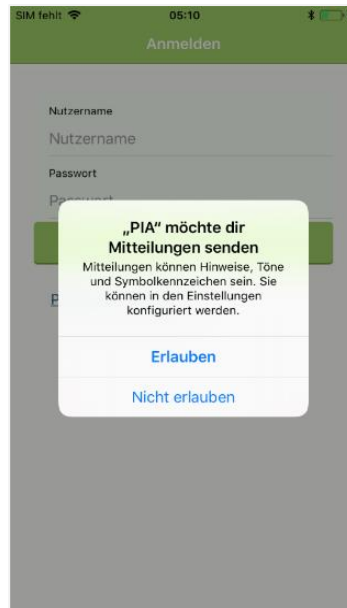 SIM fehlt 05:10
Anmelden
Nutzername
Nutzername
Passwort
„PIA“ möchte dir
Mitteilungen senden
Mitteilungen können Hinweise, Töne
und Symbolkennzeichen sein. Sie
können in den Einstellungen
konfiguriert werden.
Erlauben
Nicht erlauben